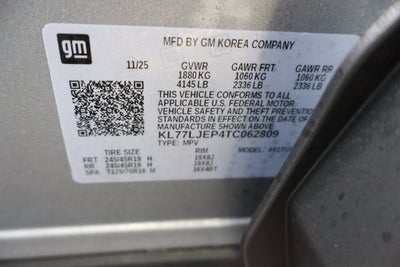 gm
MFD BY GM KOREA COMPANY
11/25 GVWR GAWR FRT GAWR RR
1880 KG 1060 KG 1060 KG
4145 LB 2336 LB 2336 LB
THIS VEHICLE CONFORMS TO ALL
APPLICABLE U.S. FEDERAL MOTOR
VEHICLE SAFETY AND THEFT PREVENTION
STANDARDS IN EFFECT ON THE DATE OF
MANUFACTURE SHOWN ABOVE.
KL77LJEP4TC062809
TYPE: MPV
TIRE SIZE RIM
FRT 245/45R19 H 19X8J
RR 245/45R19 H 19X8J
SPA T125/70R16 M 16X4BT